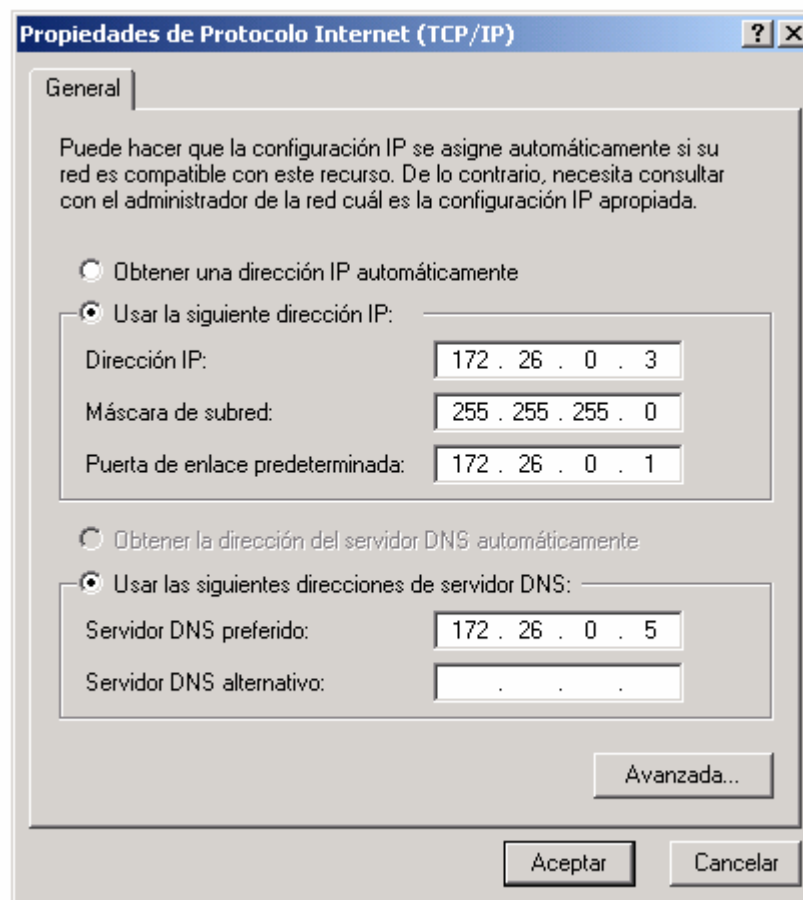 Propiedades de Protocolo Internet (TCP/IP)
General
Puede hacer que la configuración IP se asigne automáticamente si su
red es compatible con este recurso. De lo contrario, necesita consultar
con el administrador de la red cuál es la configuración IP apropiada.
Obtener una dirección IP automáticamente
Usar la siguiente dirección IP:
Dirección IP: 172 . 26 . 0 . 3
Máscara de subred: 255 . 255 . 255 . 0
Puerta de enlace predeterminada: 172 . 26 . 0 . 1
Obtener la dirección del servidor DNS automáticamente
Usar las siguientes direcciones de servidor DNS:
Servidor DNS preferido: 172 . 26 . 0 . 5
Servidor DNS alternativo: . . .
Avanzada...
Aceptar Cancelar